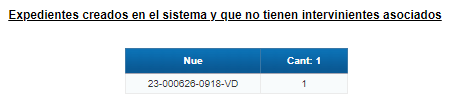 Expedientes creados en el sistema y que no tienen intervinientes asociados
Nue Cant: 1
23-000626-0918-VD 1